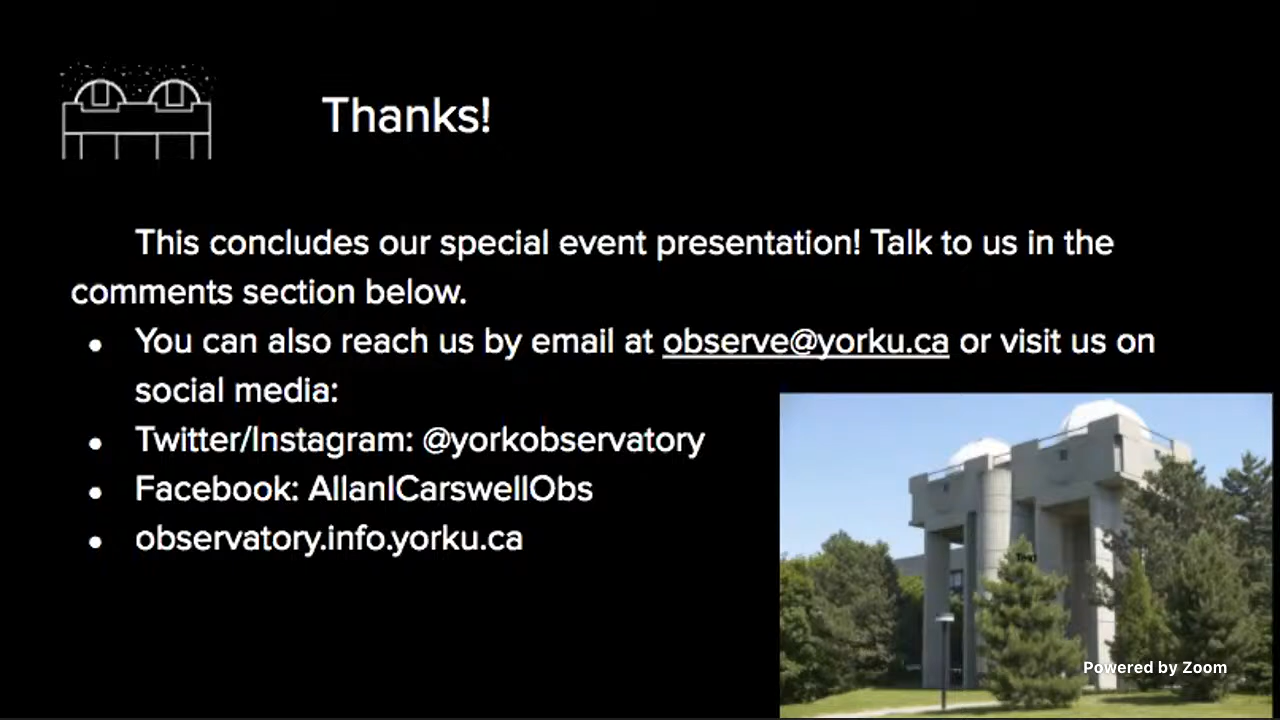 Thanks!
This concludes our special event presentation! Talk to us in the
comments section below.
• You can also reach us by email at observe@yorku.ca or visit us on
social media:
• Twitter/Instagram: @yorkobservatory
• Facebook: AllanICarswellObs
• observatory.info.yorku.ca
Powered by Zoom